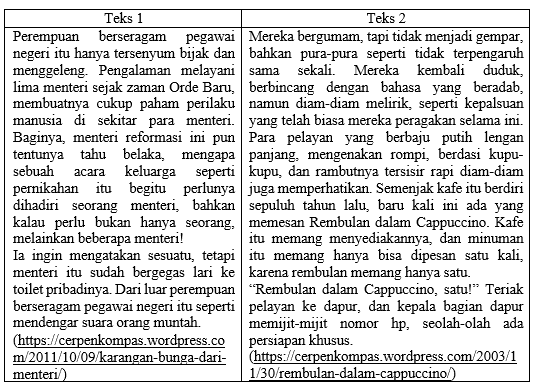 Teks 1
Perempuan berseragam pegawai
negeri itu hanya tersenyum bijak dan
menggeleng. Pengalaman melayani
lima menteri sejak zaman Orde Baru,
membuatnya cukup paham perilaku
manusia di sekitar para menteri.
Baginya, menteri reformasi ini pun
tentunya tahu belaka, mengapa
sebuah acara keluarga seperti
pernikahan itu begitu perlunya
dihadiri seorang menteri, bahkan
kalau perlu bukan hanya seorang,
melainkan beberapa menteri!
Ia ingin mengatakan sesuatu, tetapi
menteri itu sudah bergegas lari ke
toilet pribadinya. Dari luar perempuan
berseragam pegawai negeri itu seperti
mendengar suara orang muntah.
(https://cerpenkompas.wordpress.co
m/2011/10/09/karangan-bunga-dari-
menteri/)
Teks 2
Mereka bergumam, tapi tidak menjadi gempar,
bahkan pura-pura seperti tidak terpengaruh
sama sekali. Mereka kembali duduk,
berbincang dengan bahasa yang beradab,
namun diam-diam melirik, seperti kepalsuan
yang telah biasa mereka peragakan selama ini.
Para pelayan yang berbaju putih lengan
panjang, mengenakan rompi, berdasi kupu-
kupu, dan rambutnya tersisir rapi diam-diam
juga memperhatikan. Semenjak kafe itu berdiri
sepuluh tahun lalu, baru kali ini ada yang
memesan Rembulan dalam Cappuccino. Kafe
itu memang menyediakannya, dan minuman
itu memang hanya bisa dipesan satu kali,
karena rembulan memang hanya satu.
“Rembulan dalam Cappuccino, satu!” Teriak
pelayan ke dapur, dan kepala bagian dapur
memijit-mijit nomor hp, seolah-olah ada
persiapan khusus.
(https://cerpenkompas.wordpress.com/2003/1
1/30/rembulan-dalam-cappuccino/)